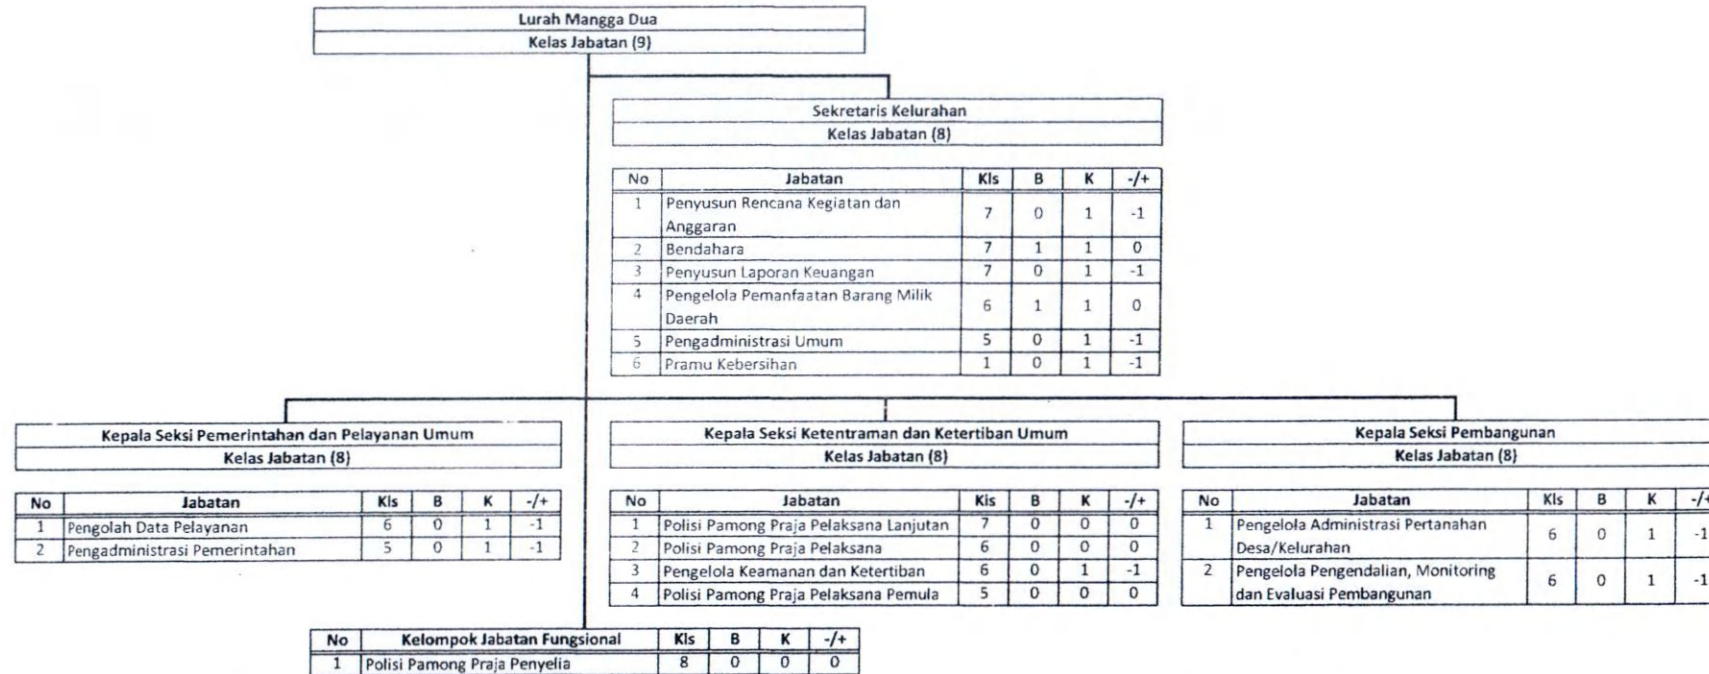 Lurah Mangga Dua
Kelas Jabatan (9)
Sekretaris Kelurahan
Kelas Jabatan (8)
No Jabatan Kls B K -/+
1 Penyusun Rencana Kegiatan dan
Anggaran 7 0 1 -1
2 Bendahara 7 1 1 0
3 Penyusun Laporan Keuangan 7 0 1 -1
4 Pengelola Pemanfaatan Barang Milik
Daerah 6 1 1 0
5 Pengadministrasi Umum 5 0 1 -1
6 Pramu Kebersihan 1 0 1 -1
Kepala Seksi Pemerintahan dan Pelayanan Umum
Kelas Jabatan (8)
No Jabatan Kls B K -/+
1 Pengolah Data Pelayanan 6 0 1 -1
2 Pengadministrasi Pemerintahan 5 0 1 -1
Kepala Seksi Ketentraman dan Ketertiban Umum
Kelas Jabatan (8)
No Jabatan Kls B K -/+
1 Polisi Pamong Praja Pelaksana Lanjutan 7 0 0 0
2 Polisi Pamong Praja Pelaksana 6 0 0 0
3 Pengelola Keamanan dan Ketertiban 6 0 1 -1
4 Polisi Pamong Praja Pelaksana Pemula 5 0 0 0
Kepala Seksi Pembangunan
Kelas Jabatan (8)
No Jabatan Kls B K -/+
1 Pengelola Administrasi Pertanahan
Desa/Kelurahan 6 0 1 -1
2 Pengelola Pengendalian, Monitoring
dan Evaluasi Pembangunan 6 0 1 -1
No Kelompok Jabatan Fungsional Kls B K -/+
1 Polisi Pamong Praja Penyelia 8 0 0 0